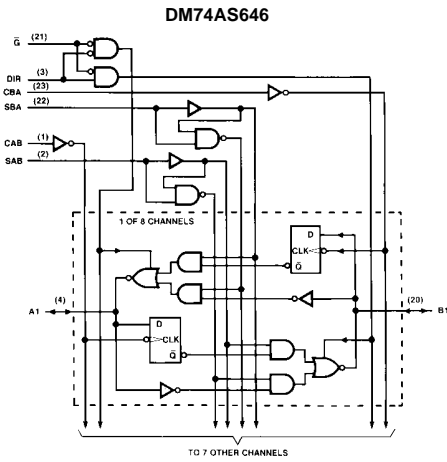 DM74AS646
G̅ (21)
DIR (3)
CBA (23)
SBA (22)
CAB (1)
SAB (2)
1 OF 8 CHANNELS
D
CLK
Q̅
A1 (4)
(20) B1
D
CLK
Q̅
TO 7 OTHER CHANNELS